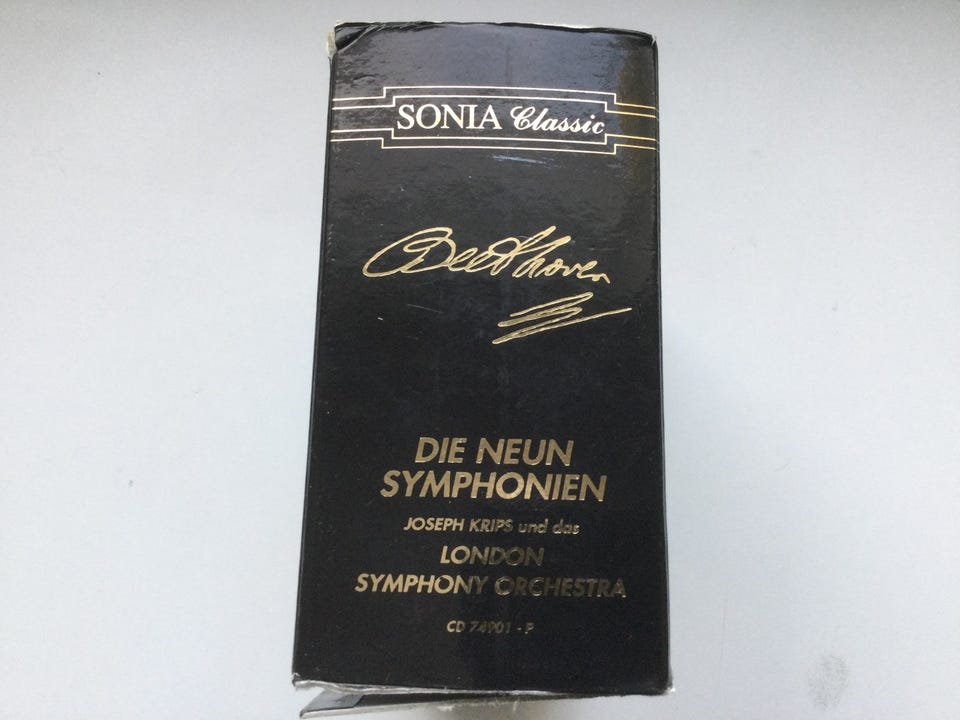 SONIA Classic
Beethoven
DIE NEUN
SYMPHONIEN
JOSEPH KRIPS und das
LONDON
SYMPHONY ORCHESTRA
CD 74901 - P